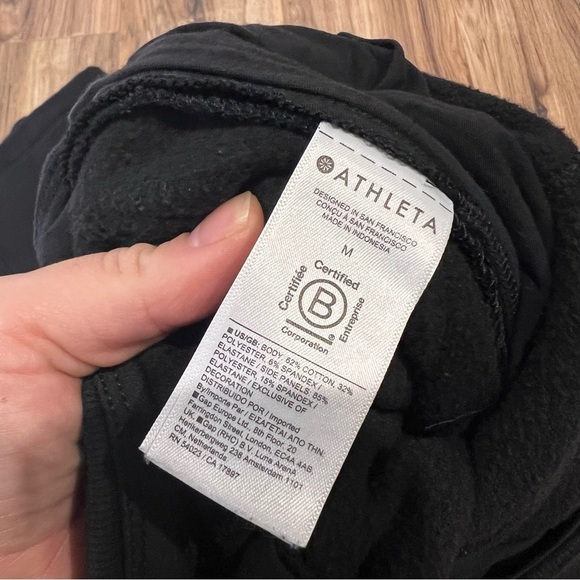 ATHLETA
DESIGNED IN SAN FRANCISCO
CONÇU À SAN FRANCISCO
MADE IN INDONESIA
M
Certified
Certifiée
B
Entreprise
Corporation
■ US/GB: BODY: 62% COTTON, 32%
POLYESTER, 6% SPANDEX /
ELASTANE / SIDE PANELS: 85%
POLYESTER, 15% SPANDEX /
ELASTANE / EXCLUSIVE OF
DECORATION
DISTRIBUIDO POR / Imported
By/Importa Par / ΕΙΣΑΓΕΤΑΙ ΑΠΟ ΤΗΝ:
■ Gap Europe Ltd., 8th Floor, 20
Farringdon Street, London, EC4A 4AB,
UK, ■ Gap (RHC) B.V. Luna ArenA
Herikerbergweg 238 Amsterdam 1101
CM, Netherlands.
RN 54023 / CA 17897